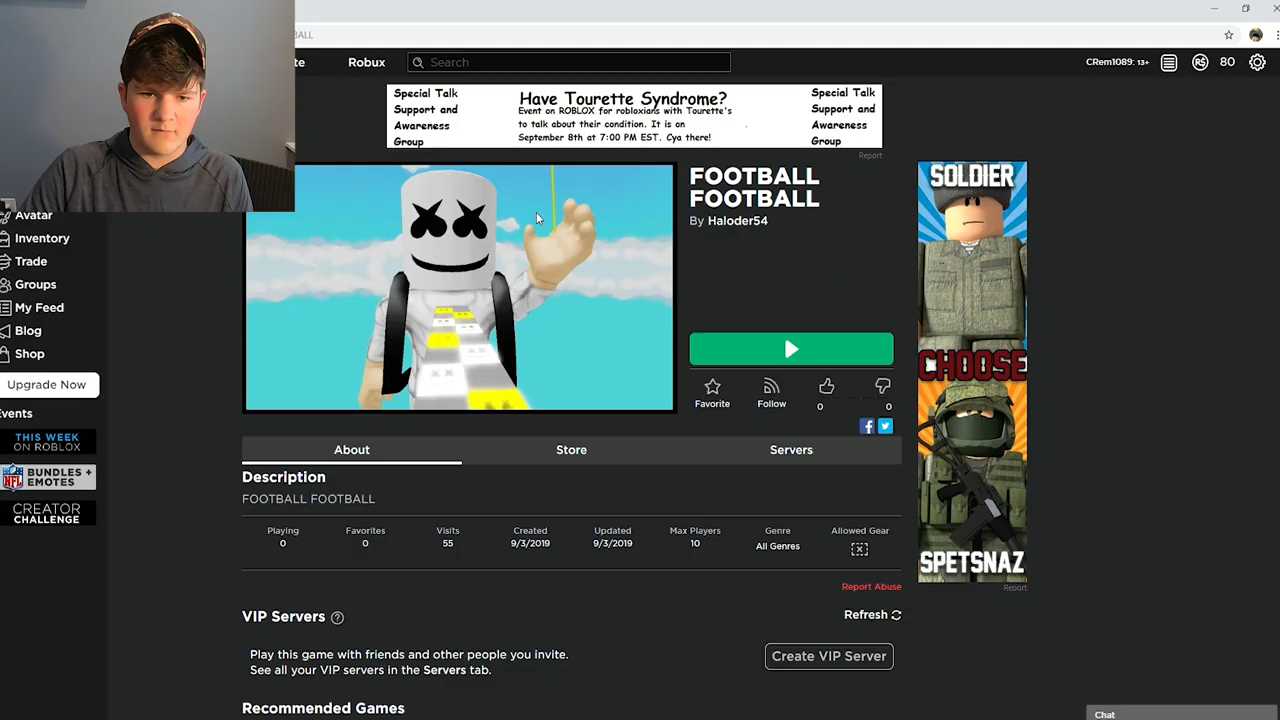 BALL
te
Robux
Search
CRem1089: 13+
80
Special Talk
Support and
Awareness
Group
Have Tourette Syndrome?
Event on ROBLOX for robloxians with Tourette's
to talk about their condition. It is on
September 8th at 7:00 PM EST. Cya there!
Special Talk
Support and
Awareness
Group
Report
FOOTBALL
FOOTBALL
By Haloder54
SOLDIER
CHOOSE
SPETSNAZ
Report
Avatar
Inventory
Trade
Groups
My Feed
Blog
Shop
Upgrade Now
Events
THIS WEEK
ON ROBLOX
NFL
BUNDLES +
EMOTES
CREATOR
CHALLENGE
Favorite
Follow
0
0
About
Store
Servers
Description
FOOTBALL FOOTBALL
Playing Favorites Visits Created Updated Max Players Genre Allowed Gear
0 0 55 9/3/2019 9/3/2019 10 All Genres
Report Abuse
VIP Servers
Refresh
Play this game with friends and other people you invite.
See all your VIP servers in the Servers tab.
Create VIP Server
Recommended Games
Chat